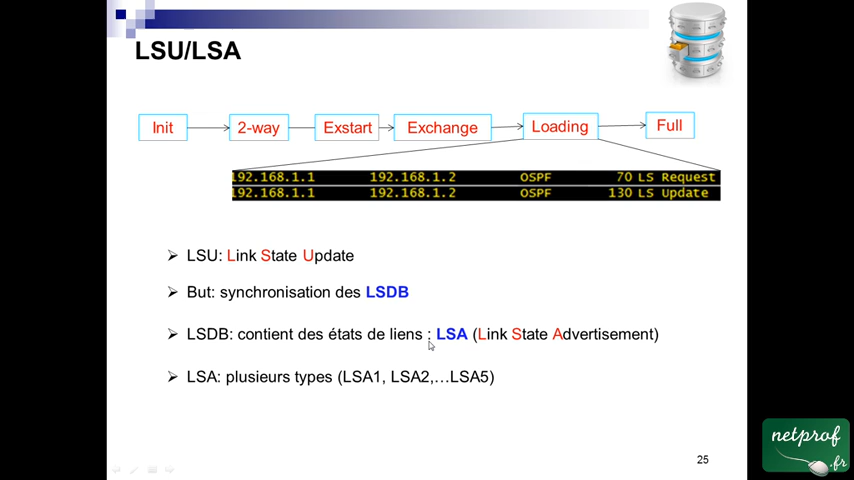 LSU/LSA
Init 2-way Exstart Exchange Loading Full
192.168.1.1 192.168.1.2 OSPF 70 LS Request
192.168.1.1 192.168.1.2 OSPF 130 LS Update
LSU: Link State Update
But: synchronisation des LSDB
LSDB: contient des états de liens : LSA (Link State Advertisement)
LSA: plusieurs types (LSA1, LSA2,…LSA5)
25
netprof
.fr